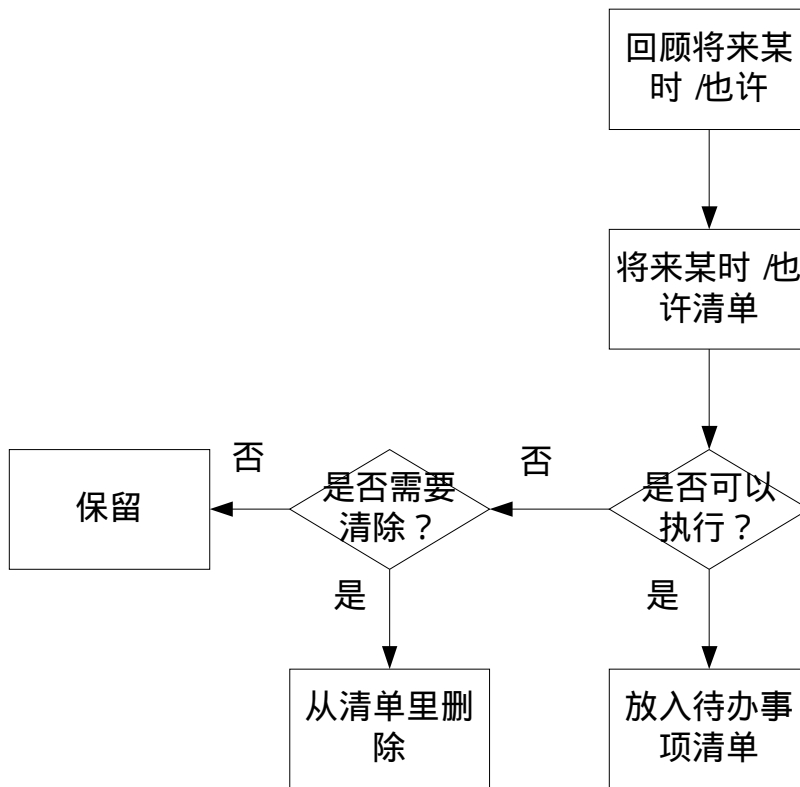 回顾将来某
时 /也许
将来某时 /也
许清单
否
否
保留
是否需要
清除？
是否可以
执行？
是
是
从清单里删
除
放入待办事
项清单